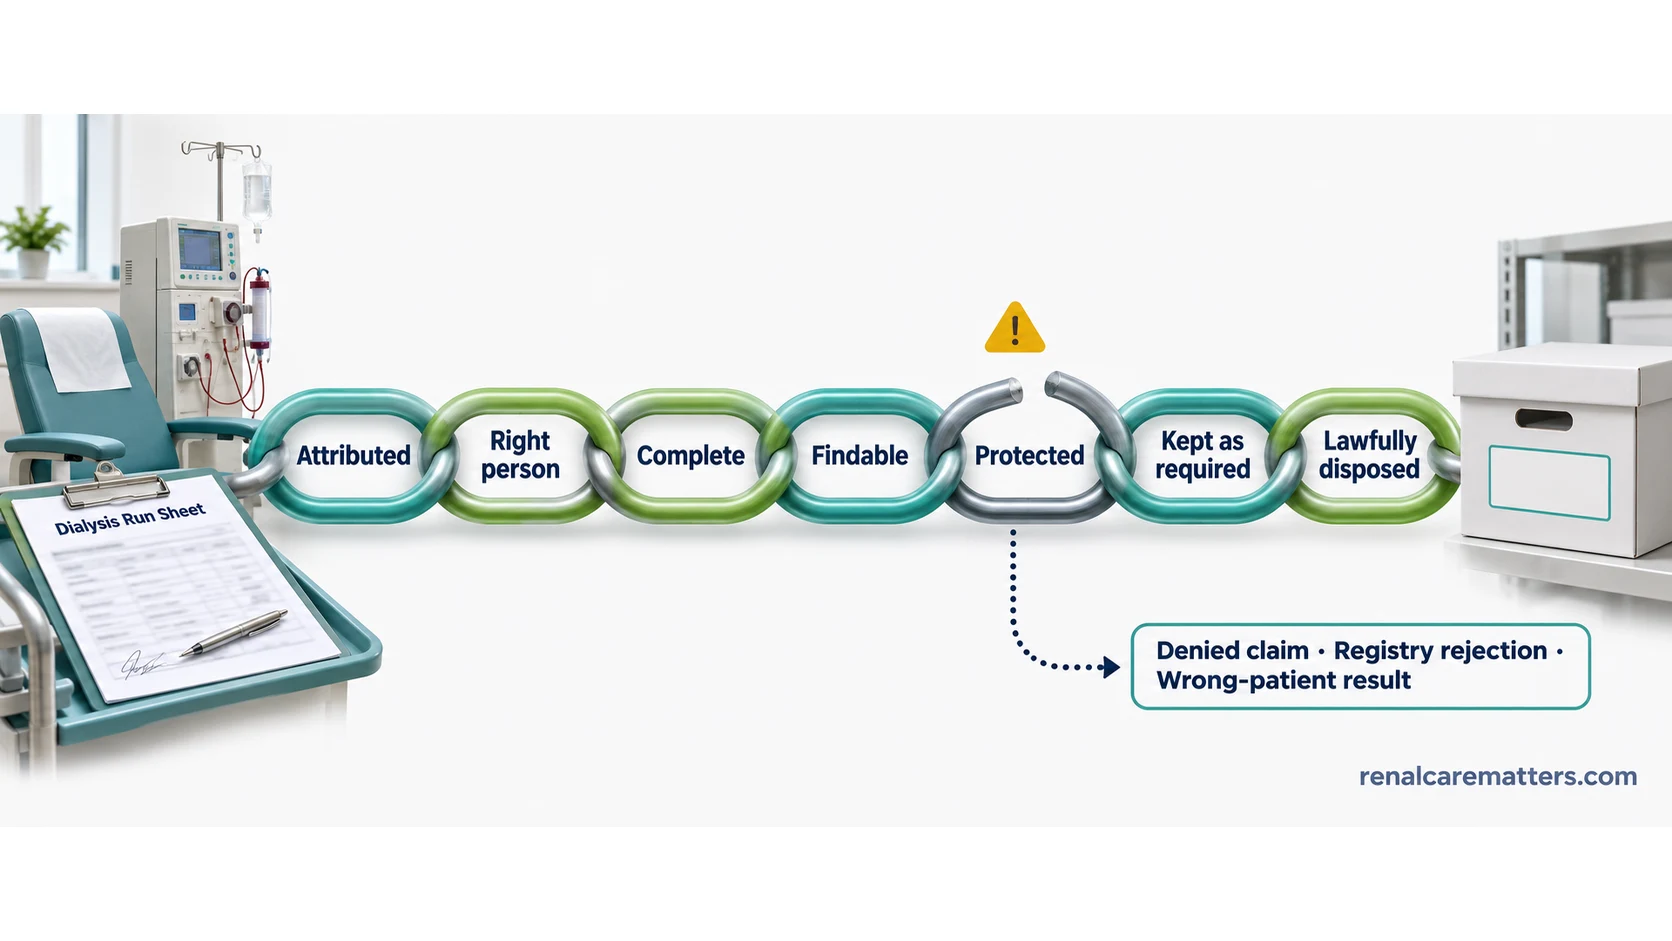 Attributed
Right
person
Complete
Findable
Protected
Kept as
required
Lawfully
disposed
Dialysis Run Sheet
Denied claim · Registry rejection ·
Wrong-patient result
renalcarematters.com